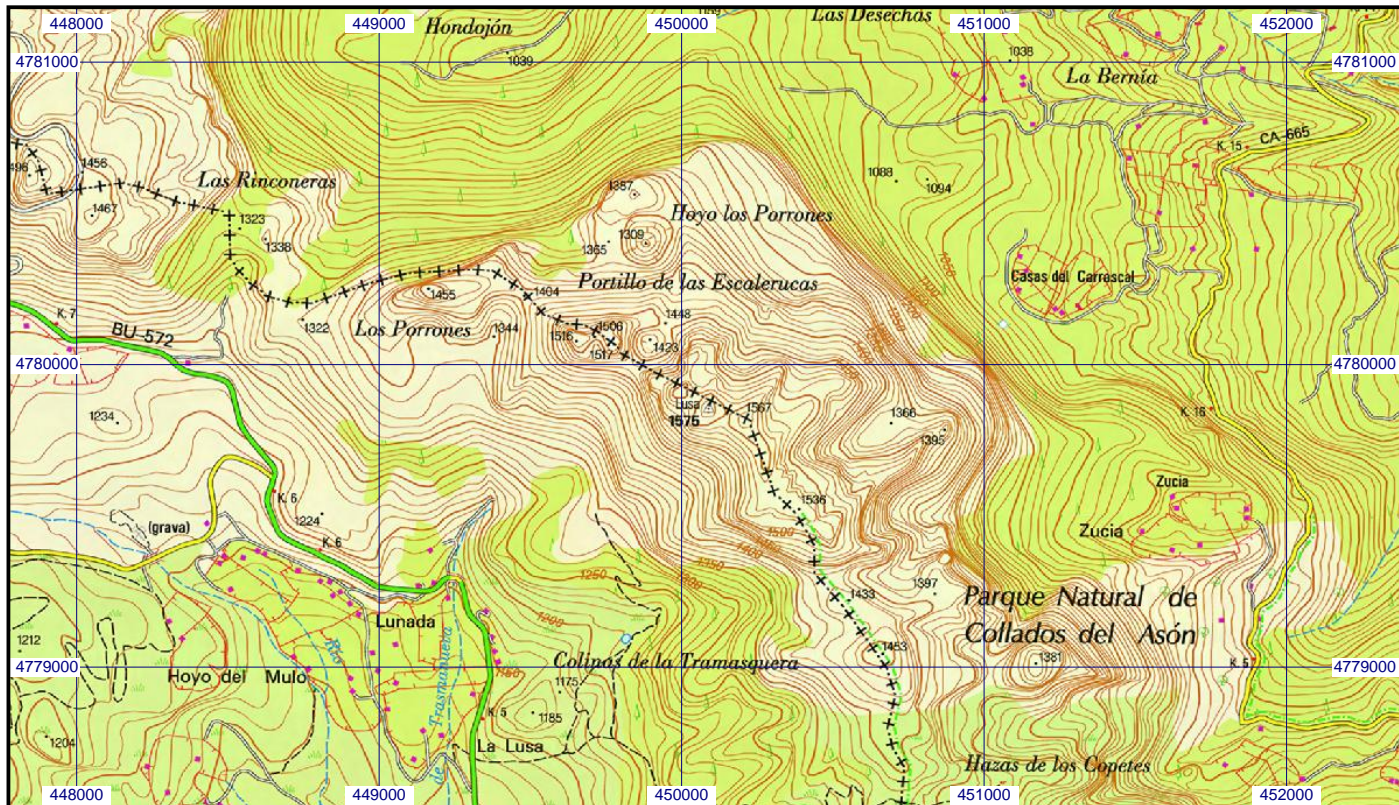 448000
449000
450000
451000
452000
Hondojón
1039
Las Desechas
1038
La Bernía
4781000
4781000
CA-665
K. 15
1456
1467
Las Rinconeras
1323
1338
1357
Hoyo los Porrones
1309
1365
1088
1094
Portillo de las Escalerucas
Casas del Carrascal
1455
1404
1322
Los Porrones
1344
1516
1506
1517
1448
1423
K. 7
BU-572
4780000
4780000
1234
Lusa
1575
1567
1366
1395
K. 16
K. 6
1224
K. 6
(grava)
1536
1500
1350
1250
1200
Zucia
Zucia
1433
1397
1453
Parque Natural de
Collados del Asón
1381
Lunada
Río
de Trasmanueba
1212
4779000
4779000
Hoyo del Mulo
Colinas de la Tramasquera
1175
1185
1150
K. 5
K. 5
1204
La Lusa
Hazas de los Copetes
448000
449000
450000
451000
452000